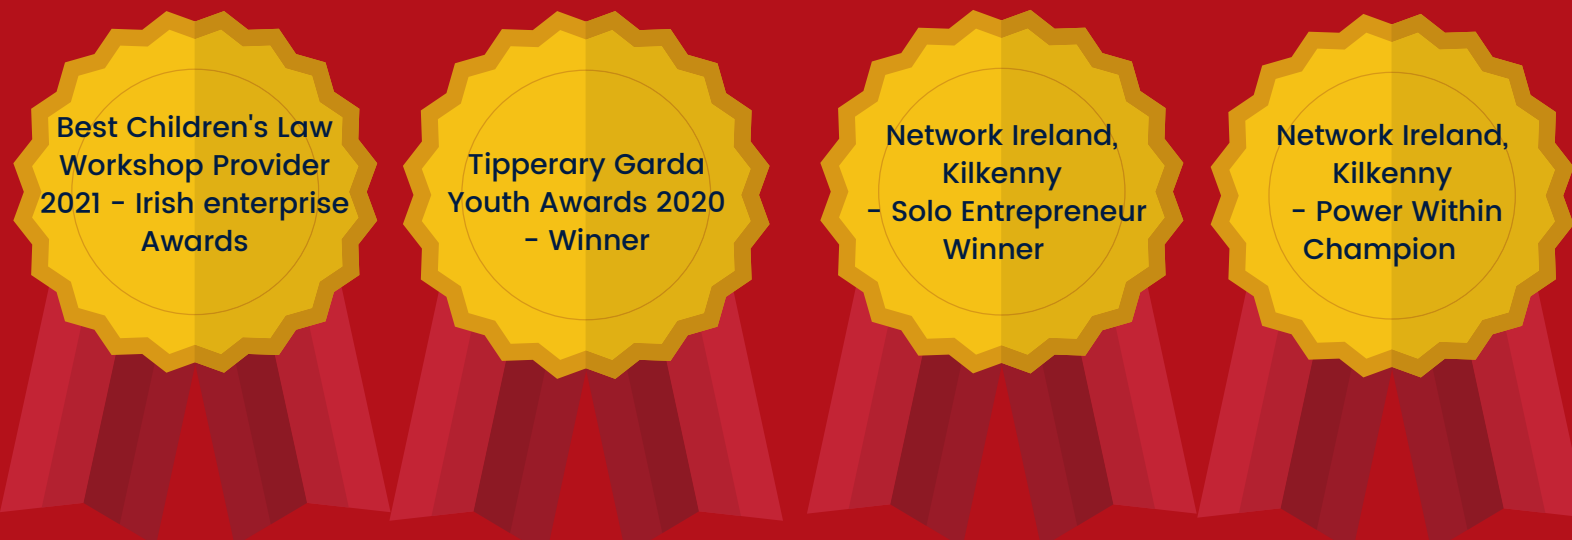 Best Children's Law
Workshop Provider
2021 - Irish enterprise
Awards
Tipperary Garda
Youth Awards 2020
- Winner
Network Ireland,
Kilkenny
- Solo Entrepreneur
Winner
Network Ireland,
Kilkenny
- Power Within
Champion